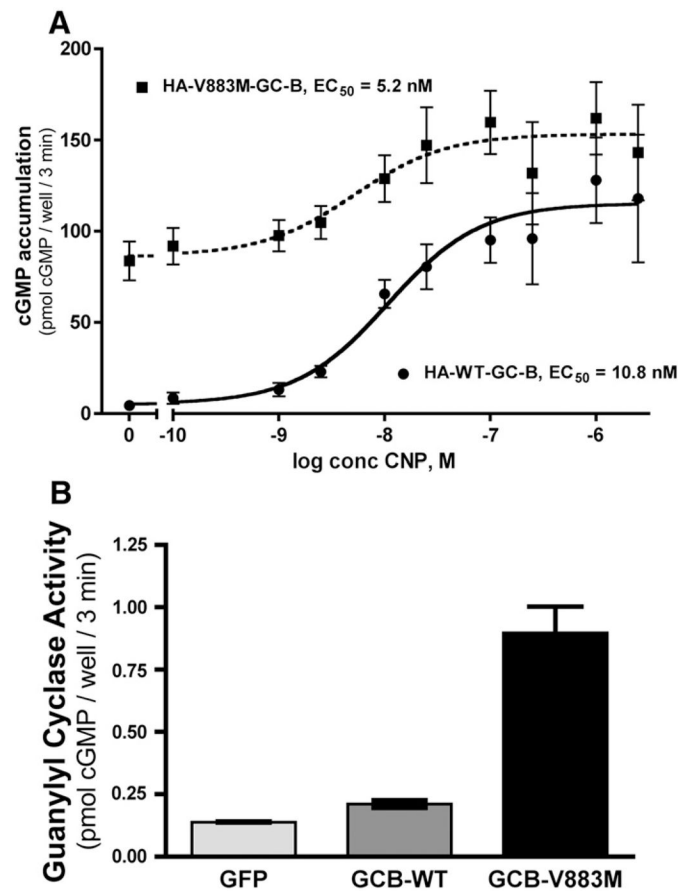 A
200
150
100
50
0
cGMP accumulation
(pmol cGMP / well / 3 min)
HA-V883M-GC-B, EC50 = 5.2 nM
HA-WT-GC-B, EC50 = 10.8 nM
0 -10 -9 -8 -7 -6
log conc CNP, M
B
Guanylyl Cyclase Activity
(pmol cGMP / well / 3 min)
1.25
1.00
0.75
0.50
0.25
0.00
GFP GCB-WT GCB-V883M